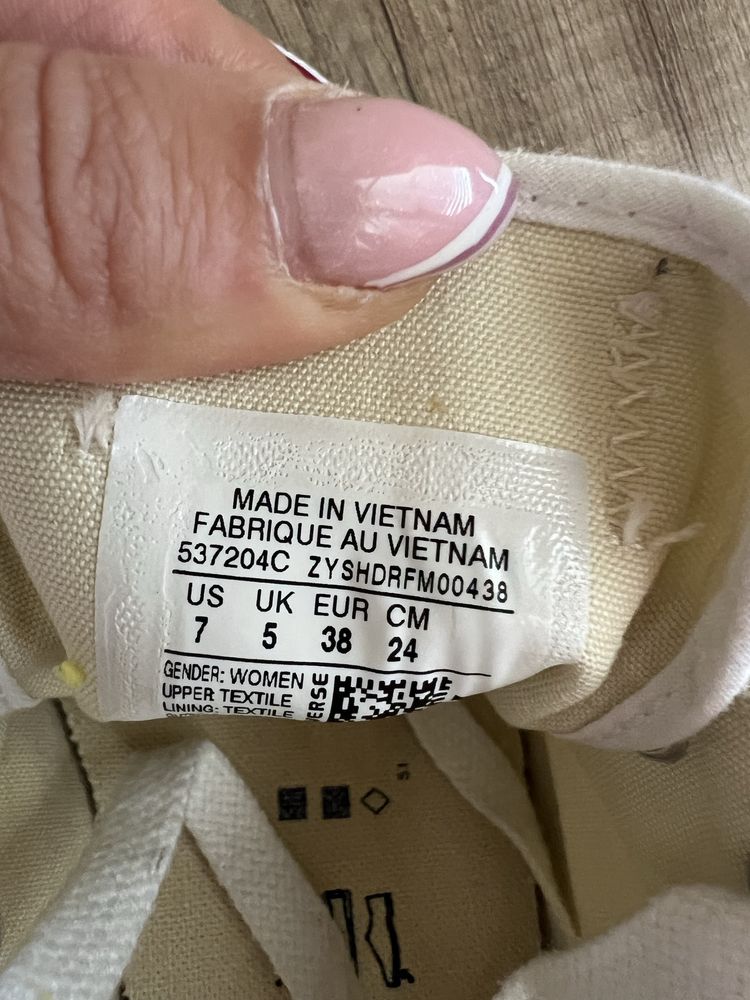 MADE IN VIETNAM
FABRIQUE AU VIETNAM
537204C ZYSHDRFM00438
US UK EUR CM
7 5 38 24
GENDER: WOMEN
UPPER TEXTILE
LINING: TEXTILE